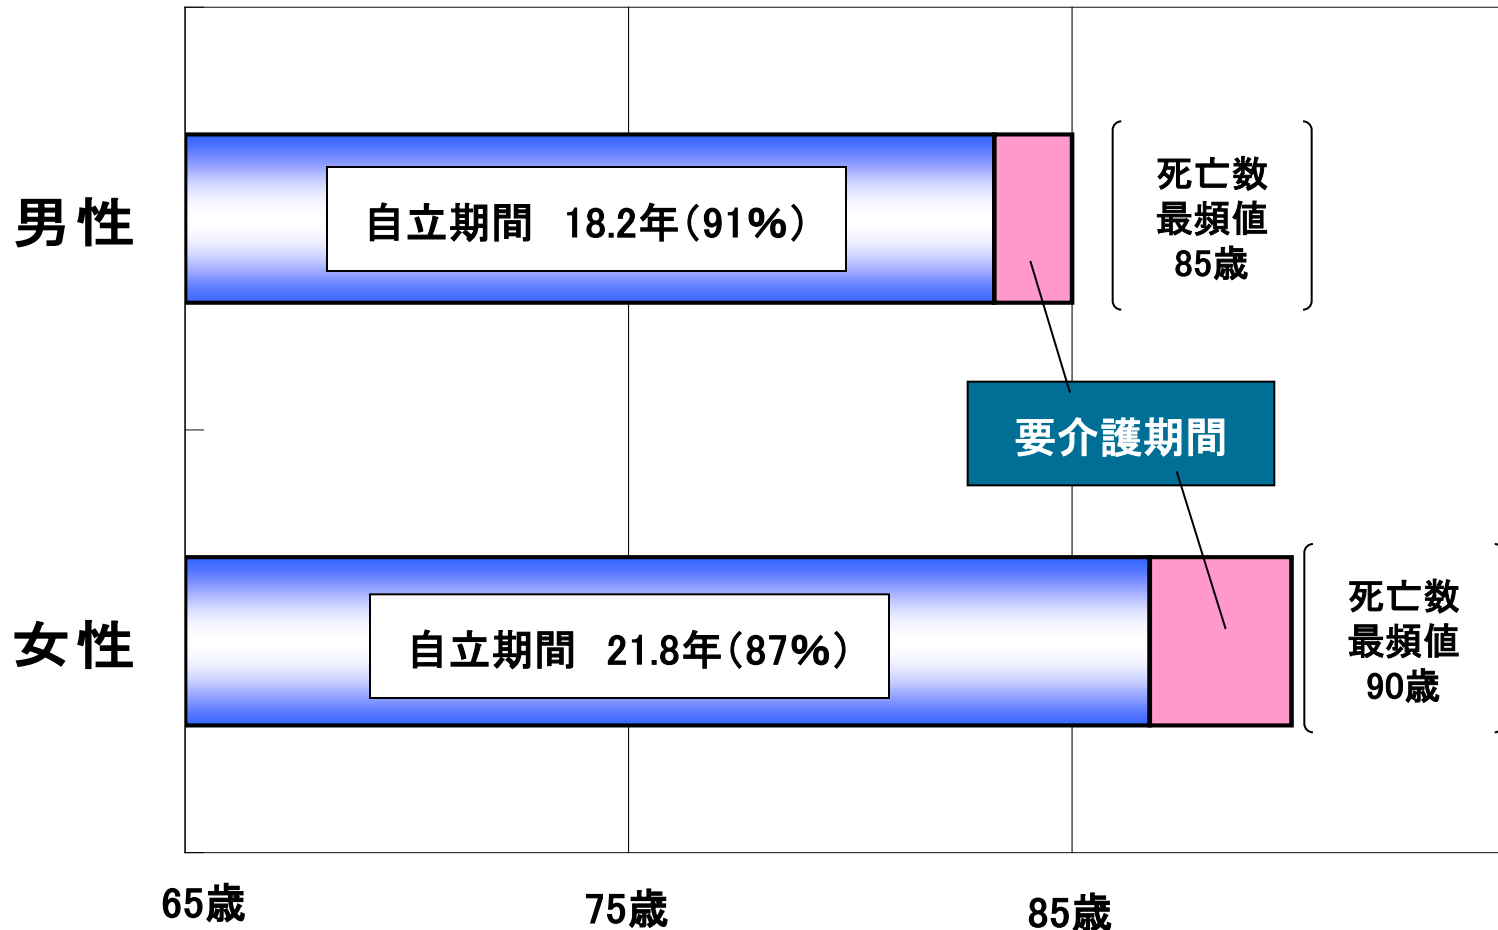 男性
自立期間　18.2年（91％）
死亡数
最頻値
85歳
要介護期間
女性
自立期間　21.8年（87％）
死亡数
最頻値
90歳
65歳
75歳
85歳